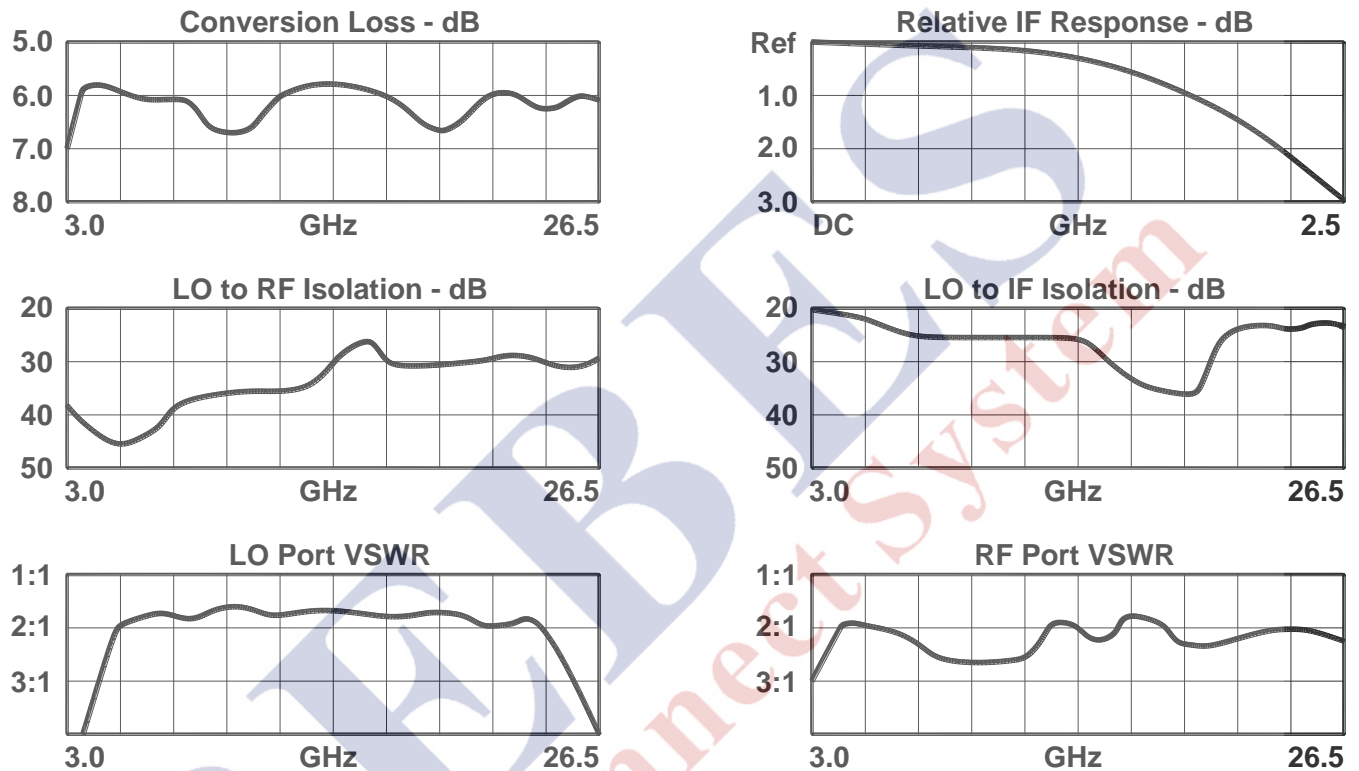 Conversion Loss - dB
5.0
6.0
7.0
8.0
3.0 GHz 26.5
Relative IF Response - dB
Ref
1.0
2.0
3.0
DC GHz 2.5
LO to RF Isolation - dB
20
30
40
50
3.0 GHz 26.5
LO to IF Isolation - dB
20
30
40
50
3.0 GHz 26.5
LO Port VSWR
1:1
2:1
3:1
3.0 GHz 26.5
RF Port VSWR
1:1
2:1
3:1
3.0 GHz 26.5
EBES
nnect System